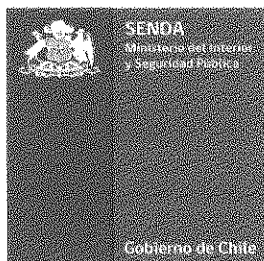 SENDA
Ministerio del Interior
y Seguridad Pública
Gobierno de Chile